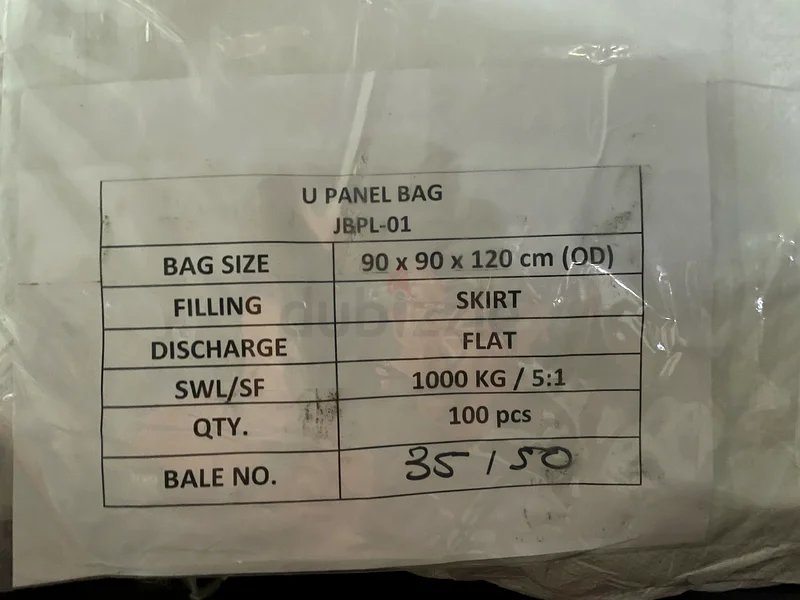 U PANEL BAG
JBPL-01
BAG SIZE 90 x 90 x 120 cm (OD)
FILLING SKIRT
DISCHARGE FLAT
SWL/SF 1000 KG / 5:1
QTY. 100 pcs
BALE NO. 35 / 50
dubizzle